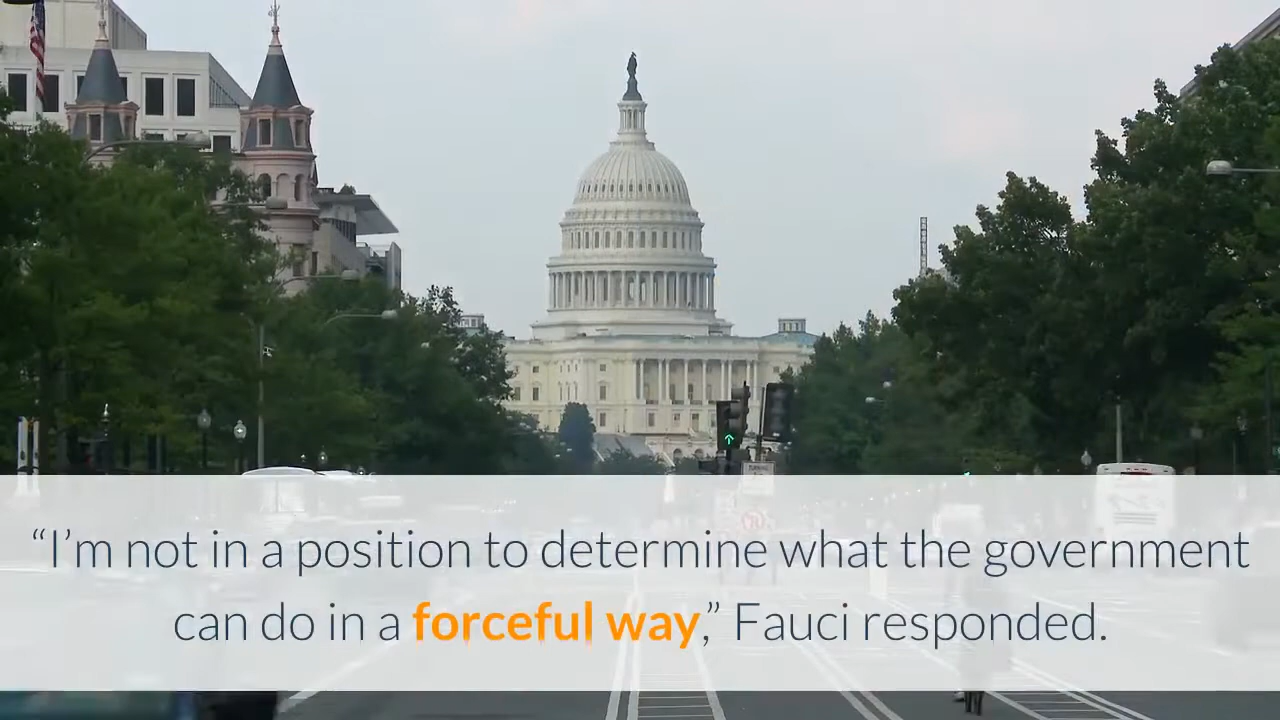 “I’m not in a position to determine what the government
can do in a forceful way,” Fauci responded.